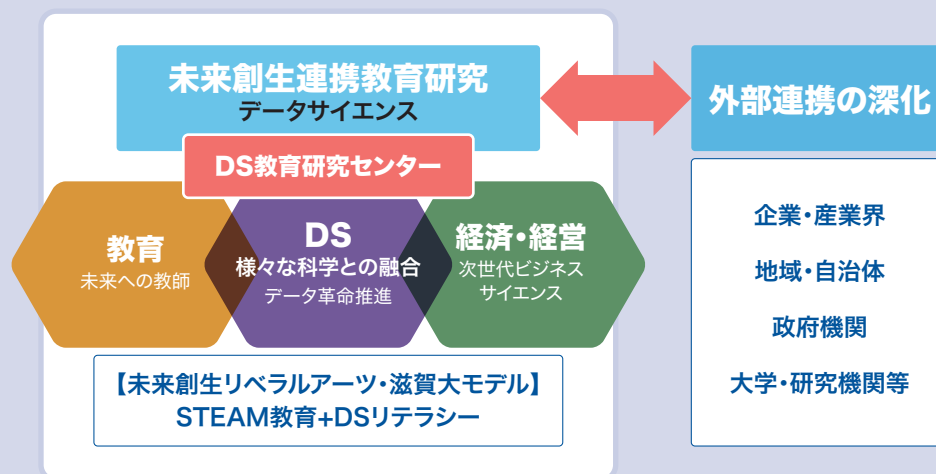 未来創生連携教育研究
データサイエンス
DS教育研究センター
教育
未来への教師
DS
様々な科学との融合
データ革命推進
経済・経営
次世代ビジネス
サイエンス
【未来創生リベラルアーツ・滋賀大モデル】
STEAM教育+DSリテラシー
外部連携の深化
企業・産業界
地域・自治体
政府機関
大学・研究機関等